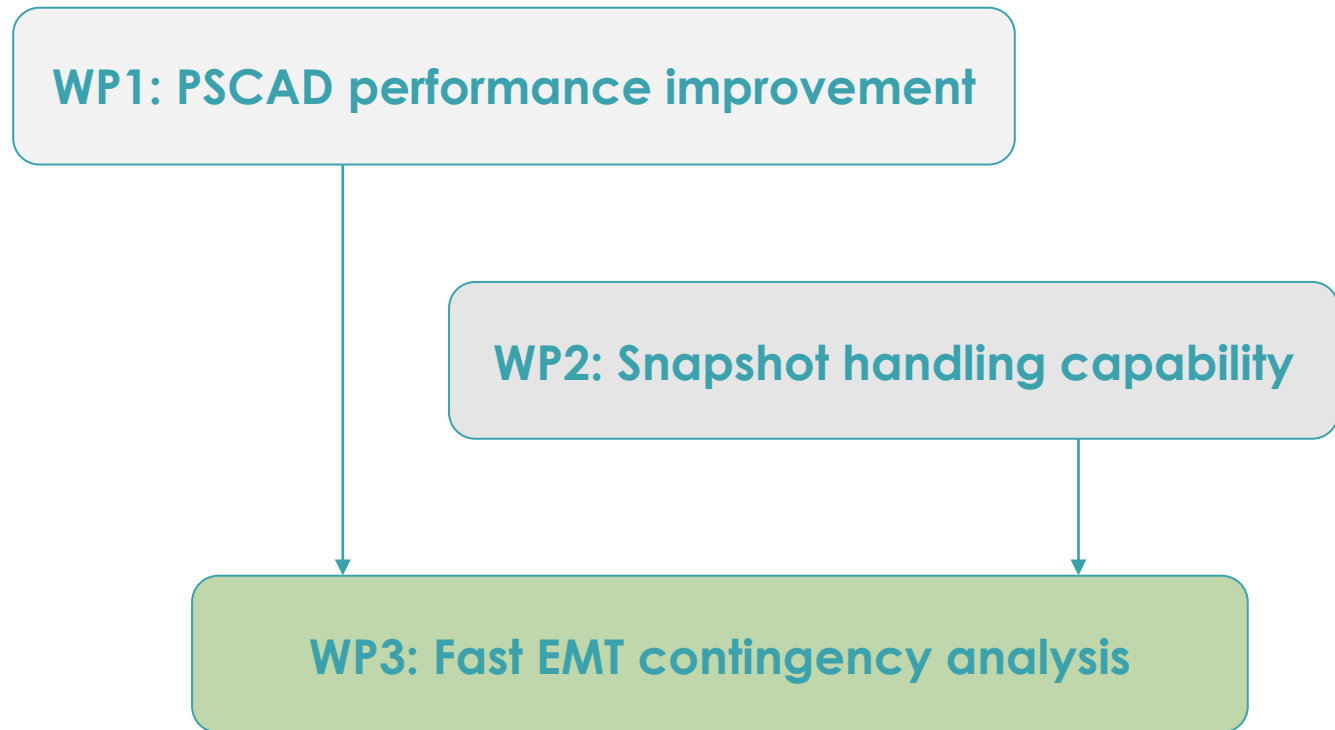 WP1: PSCAD performance improvement
WP2: Snapshot handling capability
WP3: Fast EMT contingency analysis